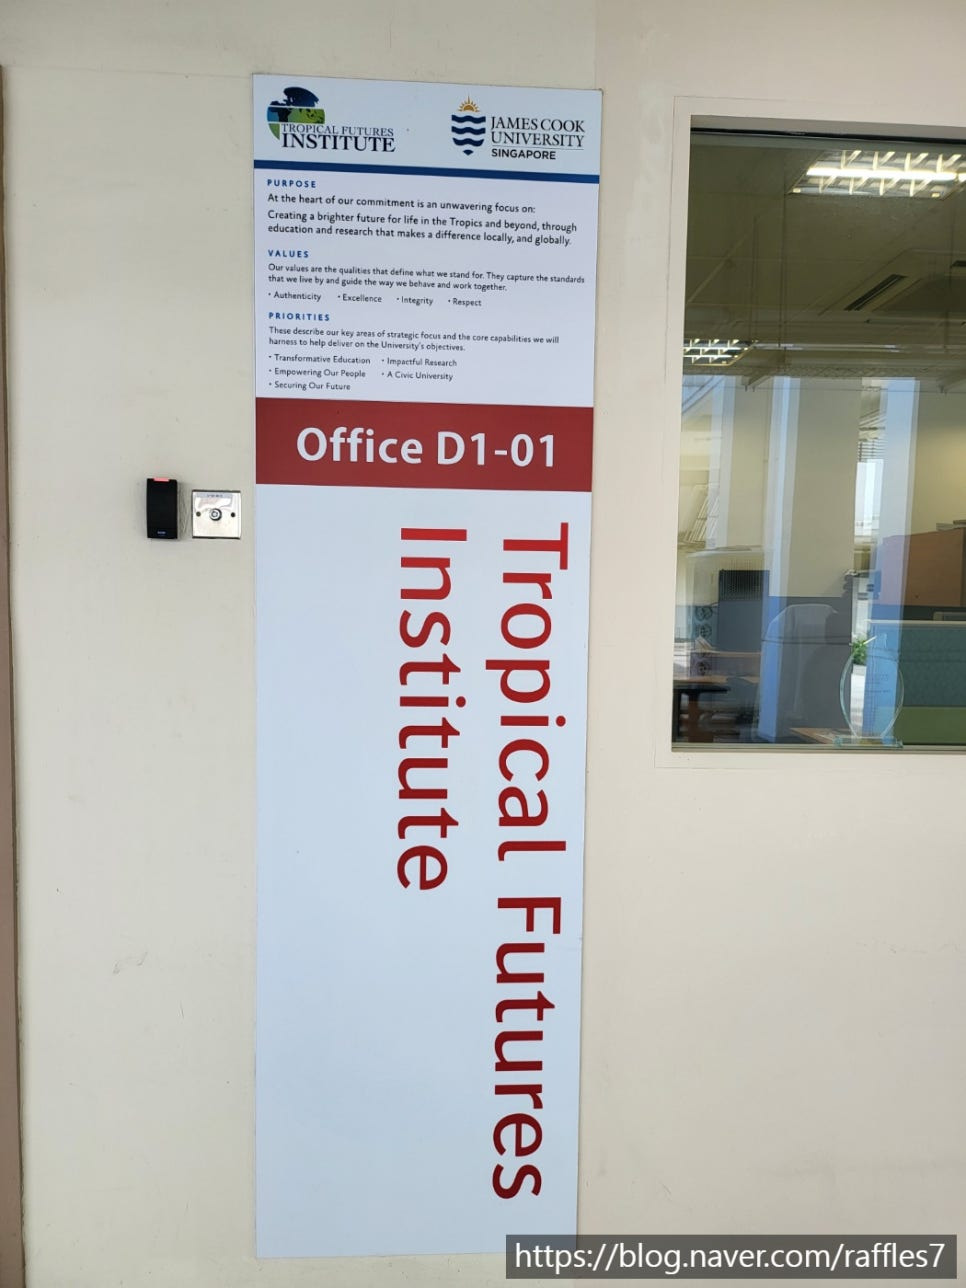 TROPICAL FUTURES
INSTITUTE
JAMES COOK
UNIVERSITY
SINGAPORE
PURPOSE
At the heart of our commitment is an unwavering focus on:
Creating a brighter future for life in the Tropics and beyond, through
education and research that makes a difference locally, and globally.
VALUES
Our values are the qualities that define what we stand for. They capture the standards
that we live by and guide the way we behave and work together.
• Authenticity • Excellence • Integrity • Respect
PRIORITIES
These describe our key areas of strategic focus and the core capabilities we will
harness to help deliver on the University's objectives.
• Transformative Education • Impactful Research
• Empowering Our People • A Civic University
• Securing Our Future
Office D1-01
Tropical Futures
Institute
https://blog.naver.com/raffles7